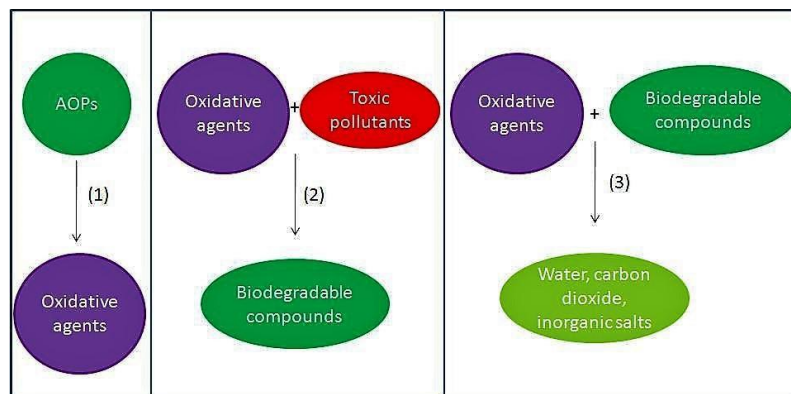 AOPs
(1)
Oxidative
agents
Oxidative
agents
+
Toxic
pollutants
(2)
Biodegradable
compounds
Oxidative
agents
+
Biodegradable
compounds
(3)
Water, carbon
dioxide,
inorganic salts